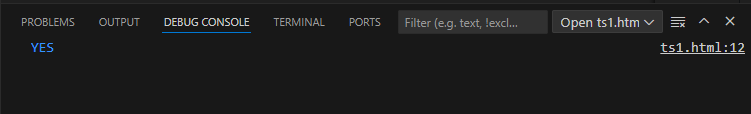 PROBLEMS OUTPUT DEBUG CONSOLE TERMINAL PORTS Filter (e.g. text, !excl... Open ts1.htm
YES ts1.html:12